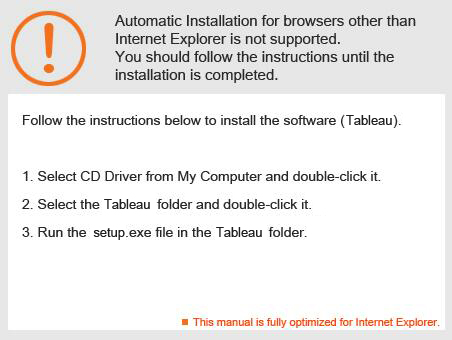 Automatic Installation for browsers other than
Internet Explorer is not supported.
You should follow the instructions until the
installation is completed.
Follow the instructions below to install the software (Tableau).
1. Select CD Driver from My Computer and double-click it.
2. Select the Tableau folder and double-click it.
3. Run the setup.exe file in the Tableau folder.
This manual is fully optimized for Internet Explorer.